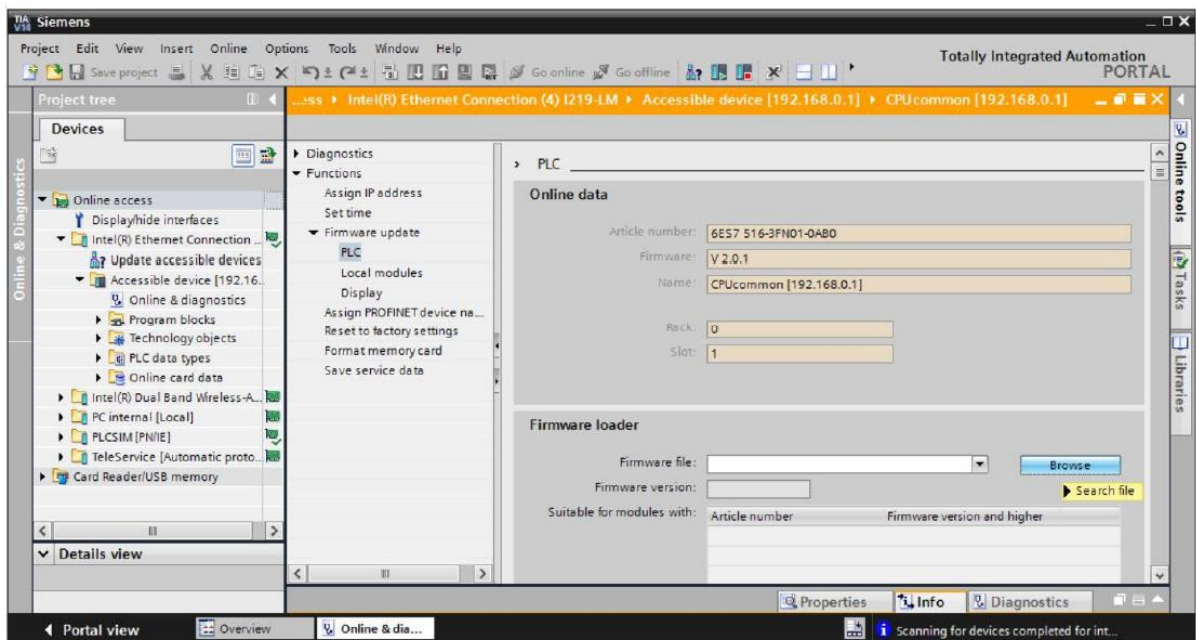 TIA V14 Siemens
Project Edit View Insert Online Options Tools Window Help
Totally Integrated Automation
PORTAL
Save project Go online Go offline
Project tree
...ess Intel(R) Ethernet Connection (4) I219-LM Accessible device [192.168.0.1] CPUcommon [192.168.0.1]
Devices
Online & Diagnostics
Online access
Display/hide interfaces
Intel(R) Ethernet Connection ...
Update accessible devices
Accessible device [192.16..
Online & diagnostics
Program blocks
Technology objects
PLC data types
Online card data
Intel(R) Dual Band Wireless-A...
PC internal [Local]
PLCSIM [PN/IE]
TeleService [Automatic proto...
Card Reader/USB memory
Details view
Diagnostics
Functions
Assign IP address
Set time
Firmware update
PLC
Local modules
Display
Assign PROFINET device na...
Reset to factory settings
Format memory card
Save service data
PLC
Online data
Article number: 6ES7 516-3FN01-0AB0
Firmware: V 2.0.1
Name: CPUcommon [192.168.0.1]
Rack: 0
Slot: 1
Firmware loader
Firmware file: Browse
Search file
Firmware version:
Suitable for modules with: Article number Firmware version and higher
Online tools
Tasks
Libraries
Properties Info Diagnostics
Portal view Overview Online & dia... Scanning for devices completed for int...